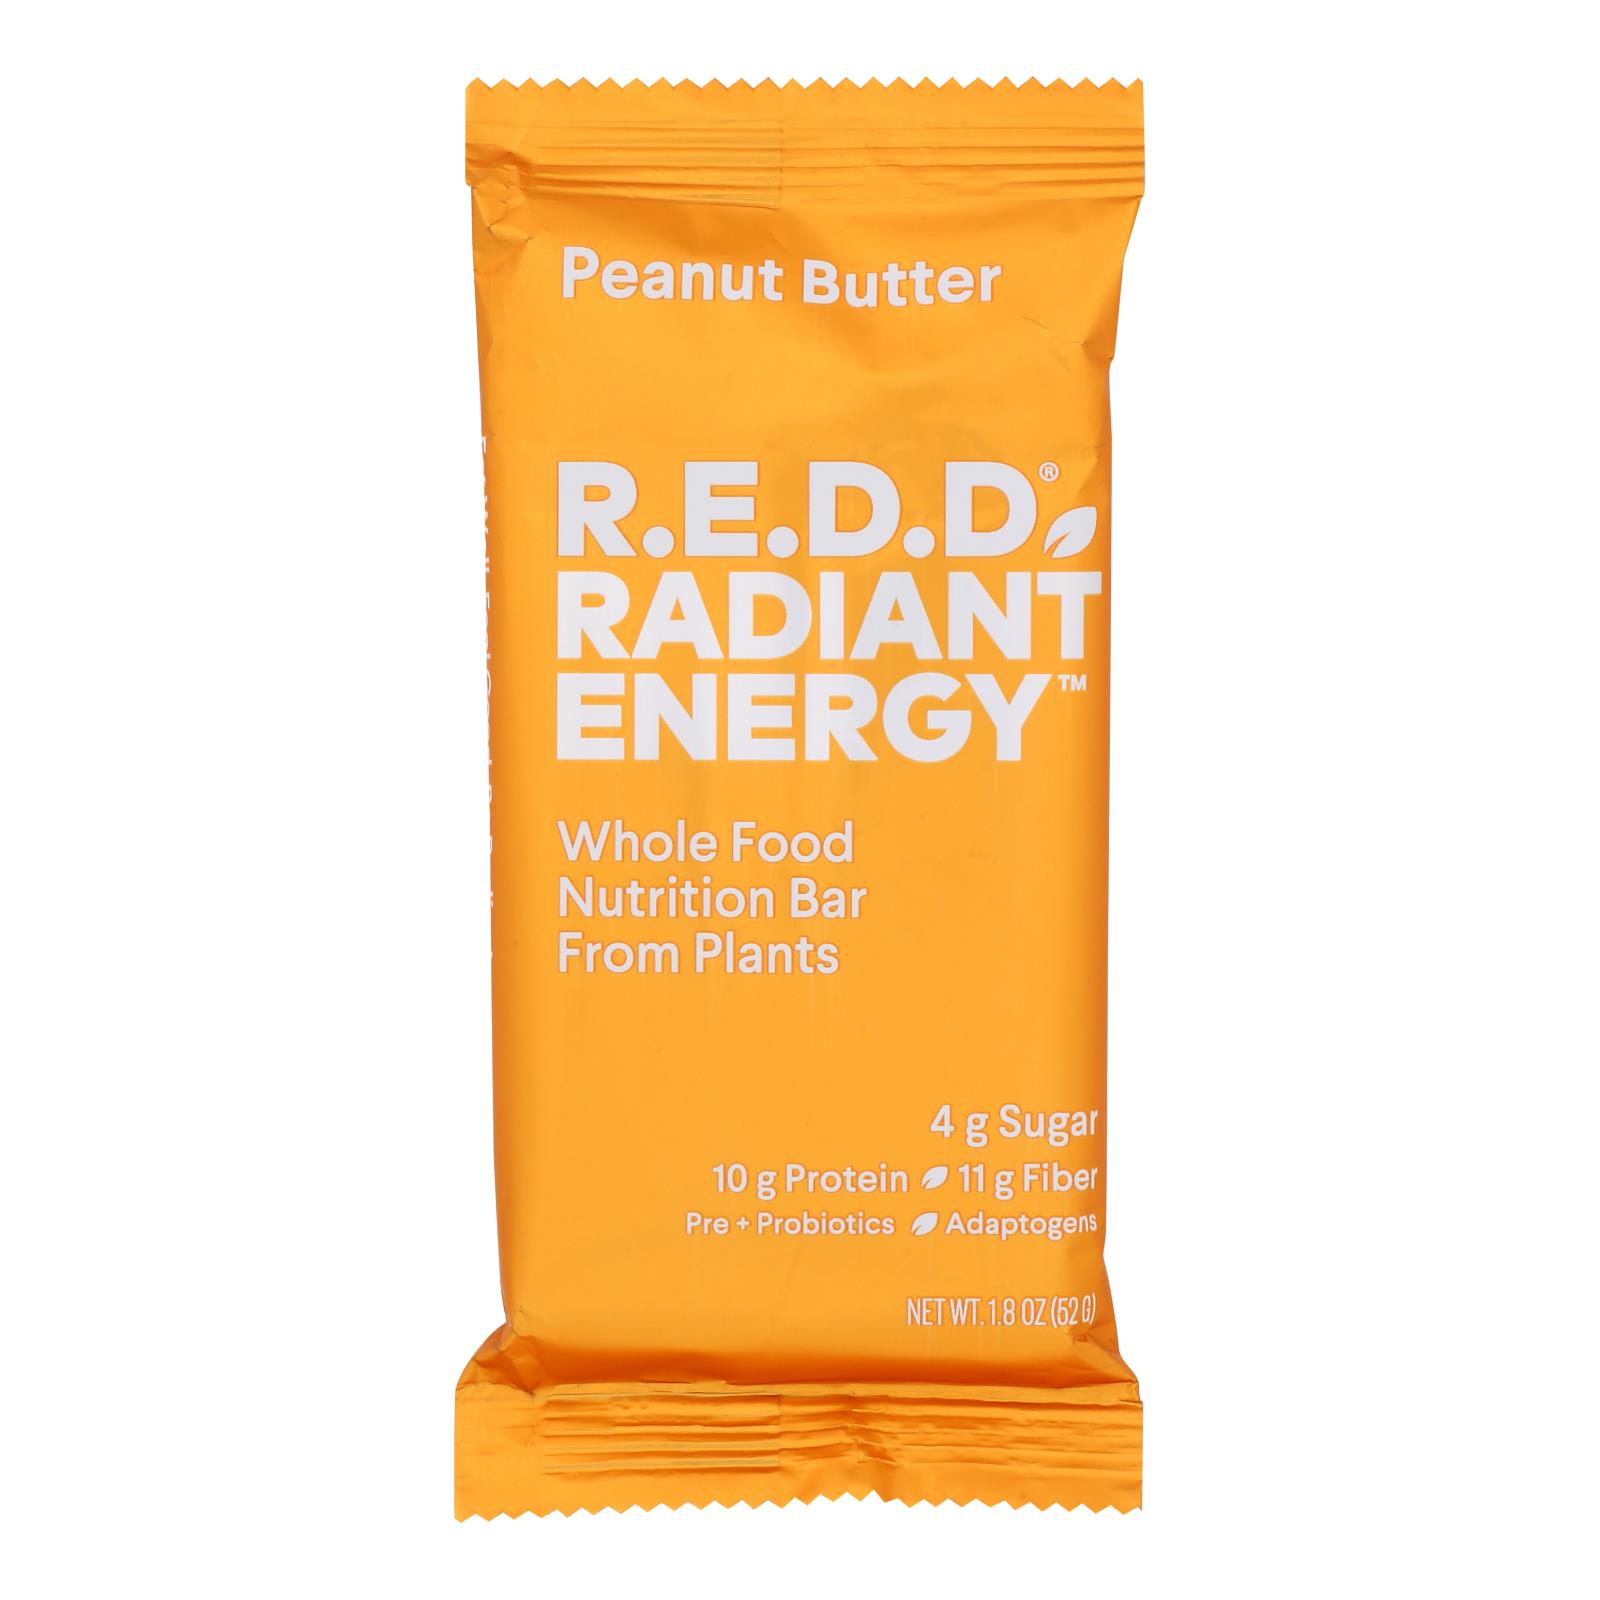 Peanut Butter
R.E.D.D.®
RADIANT
ENERGY™
Whole Food
Nutrition Bar
From Plants
4 g Sugar
10 g Protein 11 g Fiber
Pre + Probiotics Adaptogens
NET WT. 1.8 OZ (52 G)